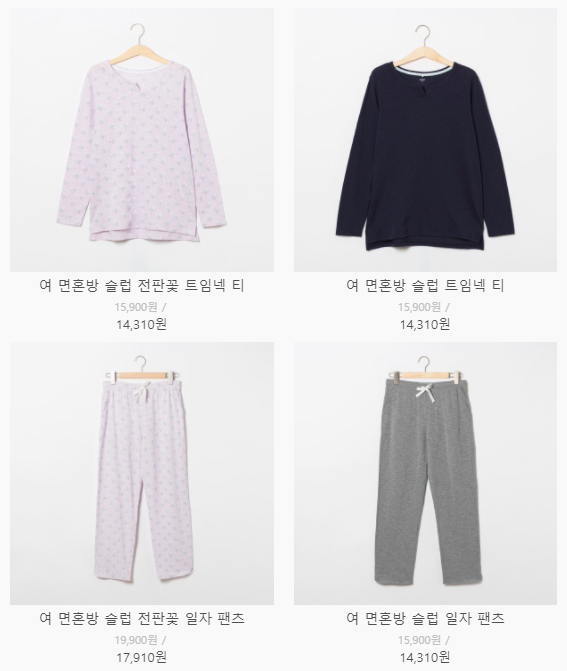 여 면혼방 슬럽 전판꽃 트임넥 티
15,900원 /
14,310원
여 면혼방 슬럽 트임넥 티
15,900원 /
14,310원
여 면혼방 슬럽 전판꽃 일자 팬츠
19,900원 /
17,910원
여 면혼방 슬럽 일자 팬츠
15,900원 /
14,310원